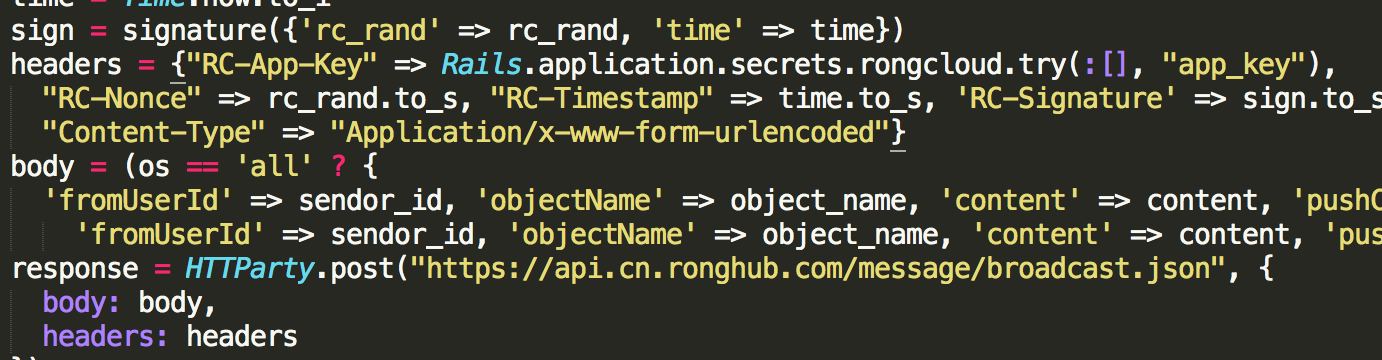 time = Time.now.to_i
sign = signature({'rc_rand' => rc_rand, 'time' => time})
headers = {"RC-App-Key" => Rails.application.secrets.rongcloud.try(:[], "app_key"),
"RC-Nonce" => rc_rand.to_s, "RC-Timestamp" => time.to_s, 'RC-Signature' => sign.to_s
"Content-Type" => "Application/x-www-form-urlencoded"}
body = (os == 'all' ? {
'fromUserId' => sendor_id, 'objectName' => object_name, 'content' => content, 'pushC
'fromUserId' => sendor_id, 'objectName' => object_name, 'content' => content, 'pus
response = HTTParty.post("https://api.cn.ronghub.com/message/broadcast.json", {
body: body,
headers: headers
})